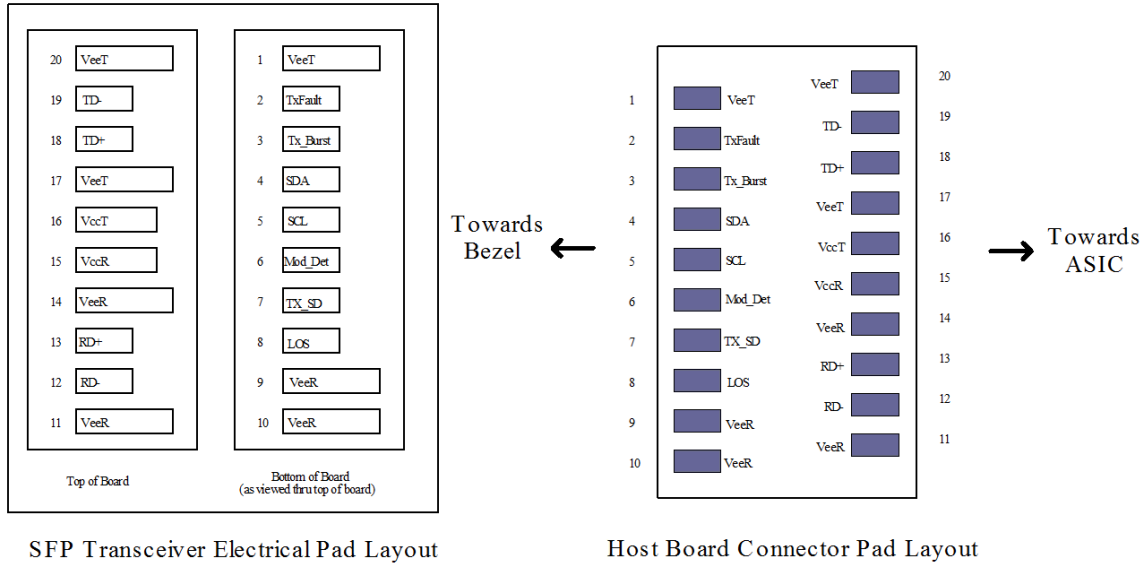 20 VeeT
19 TD-
18 TD+
17 VeeT
16 VccT
15 VccR
14 VeeR
13 RD+
12 RD-
11 VeeR
Top of Board
1 VeeT
2 TxFault
3 Tx_Burst
4 SDA
5 SCL
6 Mod_Det
7 TX_SD
8 LOS
9 VeeR
10 VeeR
Bottom of Board
(as viewed thru top of board)
SFP Transceiver Electrical Pad Layout
Towards
Bezel
1 VeeT
2 TxFault
3 Tx_Burst
4 SDA
5 SCL
6 Mod_Det
7 TX_SD
8 LOS
9 VeeR
10 VeeR
VeeT 20
TD- 19
TD+ 18
VeeT 17
VccT 16
VccR 15
VeeR 14
RD+ 13
RD- 12
VeeR 11
Towards
ASIC
Host Board Connector Pad Layout